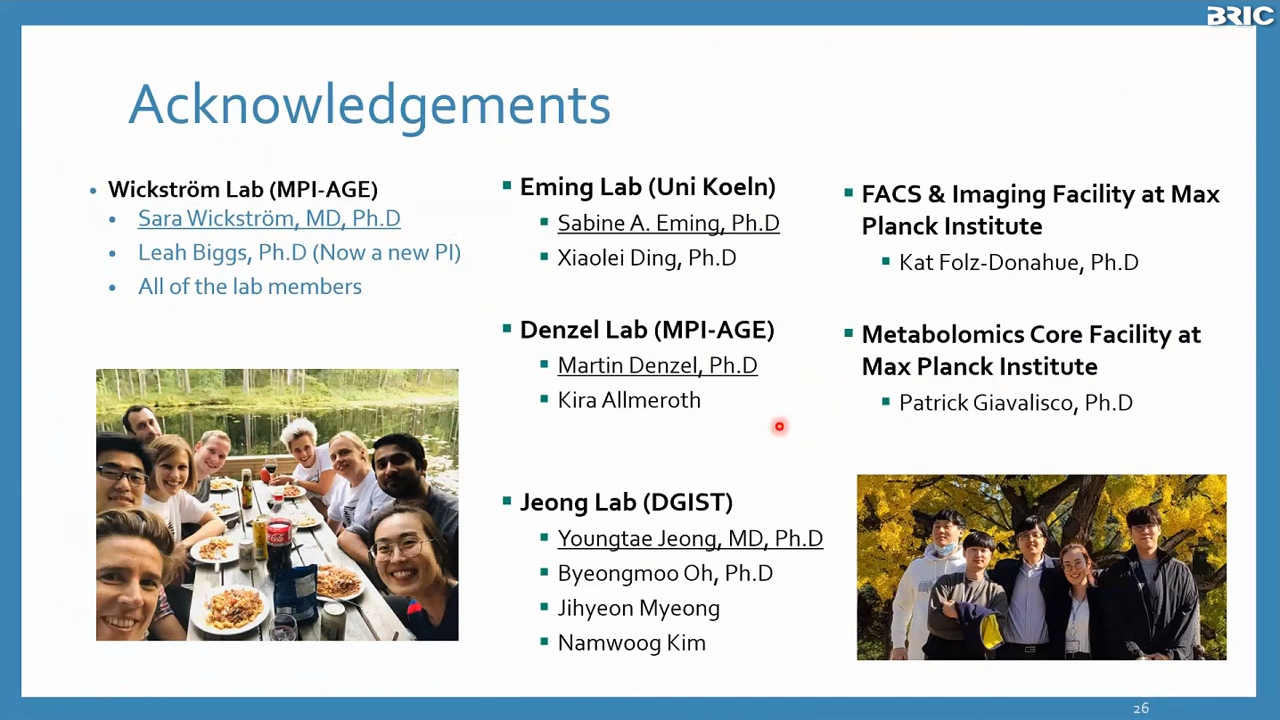 BRIC
Acknowledgements
Wickström Lab (MPI-AGE)
Sara Wickström, MD, Ph.D
Leah Biggs, Ph.D (Now a new PI)
All of the lab members
Eming Lab (Uni Koeln)
Sabine A. Eming, Ph.D
Xiaolei Ding, Ph.D
Denzel Lab (MPI-AGE)
Martin Denzel, Ph.D
Kira Allmeroth
Jeong Lab (DGIST)
Youngtae Jeong, MD, Ph.D
Byeongmoo Oh, Ph.D
Jihyeon Myeong
Namwoog Kim
FACS & Imaging Facility at Max
Planck Institute
Kat Folz-Donahue, Ph.D
Metabolomics Core Facility at
Max Planck Institute
Patrick Giavalisco, Ph.D
26